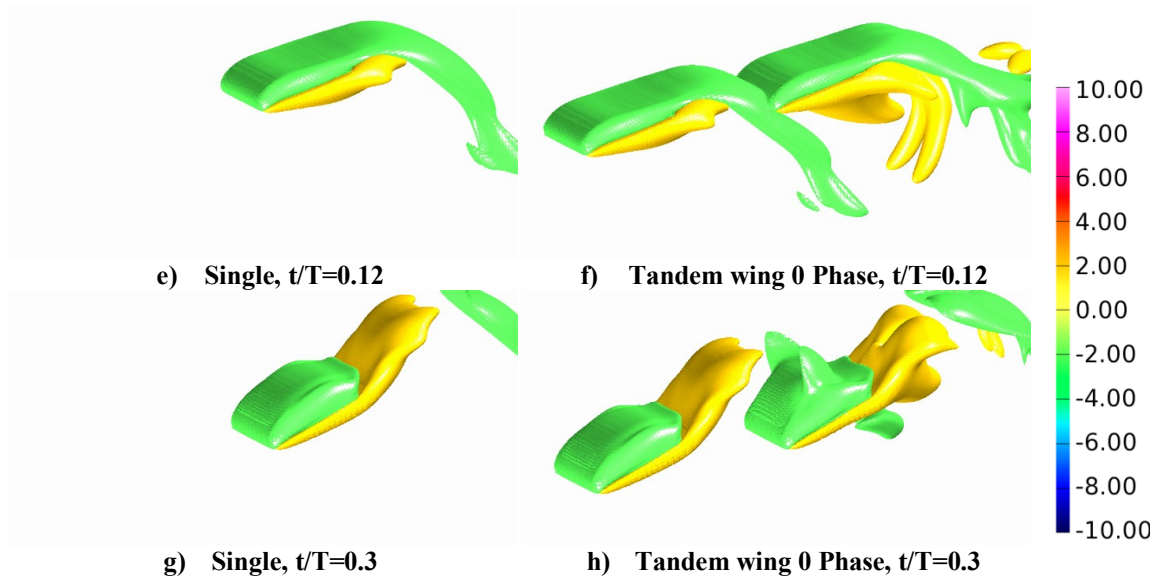 10.00
8.00
6.00
4.00
2.00
0.00
-2.00
-4.00
-6.00
-8.00
-10.00
e) Single, t/T=0.12
f) Tandem wing 0 Phase, t/T=0.12
g) Single, t/T=0.3
h) Tandem wing 0 Phase, t/T=0.3